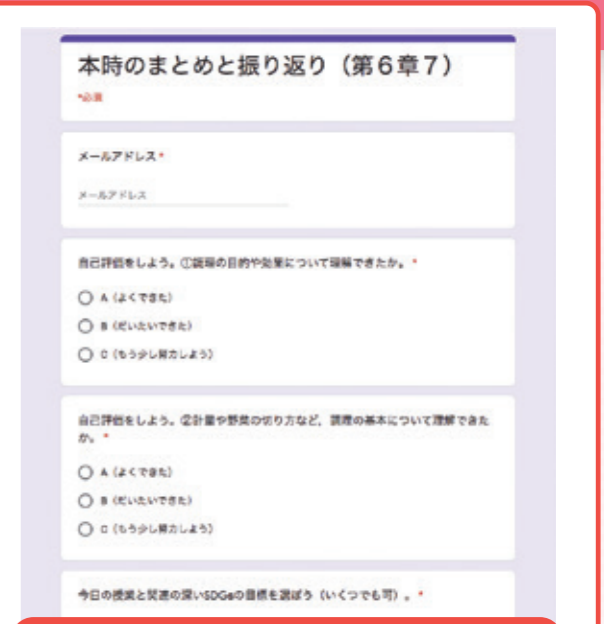 本時のまとめと振り返り（第6章7）
*必須
メールアドレス *
メールアドレス
自己評価をしよう。①調理の目的や効果について理解できたか。 *
A（よくできた）
B（だいたいできた）
C（もう少し努力しよう）
自己評価をしよう。②計量や野菜の切り方など，調理の基本について理解できた
か。 *
A（よくできた）
B（だいたいできた）
C（もう少し努力しよう）
今日の授業と関連の深いSDGsの目標を選ぼう（いくつでも可）。 *